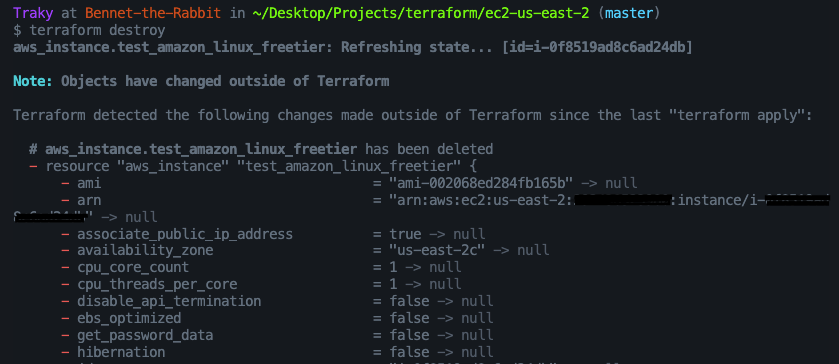 Traky at Bennet-the-Rabbit in ~/Desktop/Projects/terraform/ec2-us-east-2 (master)
$ terraform destroy
aws_instance.test_amazon_linux_freetier: Refreshing state... [id=i-0f8519ad8c6ad24db]
Note: Objects have changed outside of Terraform
Terraform detected the following changes made outside of Terraform since the last "terraform apply":
# aws_instance.test_amazon_linux_freetier has been deleted
- resource "aws_instance" "test_amazon_linux_freetier" {
- ami = "ami-002068ed284fb165b" -> null
- arn = "arn:aws:ec2:us-east-2: :instance/i-
" -> null
- associate_public_ip_address = true -> null
- availability_zone = "us-east-2c" -> null
- cpu_core_count = 1 -> null
- cpu_threads_per_core = 1 -> null
- disable_api_termination = false -> null
- ebs_optimized = false -> null
- get_password_data = false -> null
- hibernation = false -> null